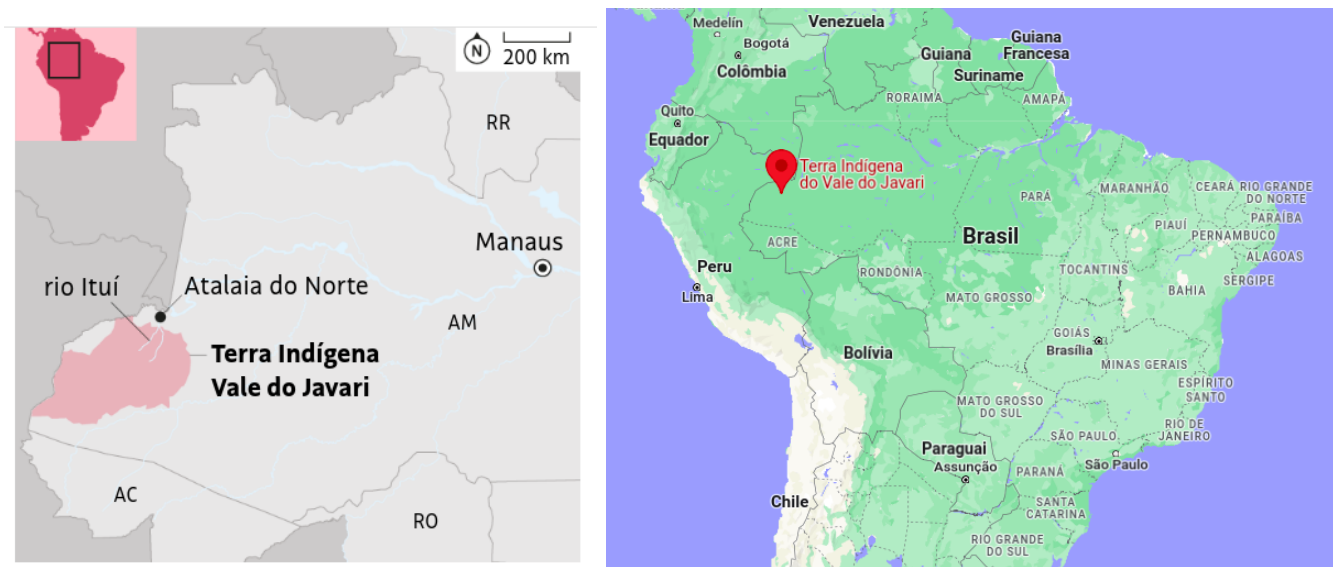 N
200 km
RR
Manaus
rio Ituí
Atalaia do Norte
AM
Terra Indígena
Vale do Javari
AC
RO
Medellín
Venezuela
Bogotá
Colômbia
Guiana
Guiana
Francesa
Suriname
RORAIMA
AMAPÁ
Quito
Equador
Terra Indígena
do Vale do Javari
PARÁ
MARANHÃO
CEARÁ
RIO GRANDE
DO NORTE
PARAÍBA
PIAUÍ
PERNAMBUCO
ALAGOAS
SERGIPE
ACRE
Brasil
Peru
Lima
RONDÔNIA
TOCANTINS
BAHIA
MATO GROSSO
GOIÁS
Brasília
Bolívia
MINAS GERAIS
ESPÍRITO
SANTO
MATO GROSSO
DO SUL
RIO DE
JANEIRO
SÃO PAULO
São Paulo
Paraguai
Assunção
PARANÁ
Chile
SANTA
CATARINA
RIO GRANDE
DO SUL